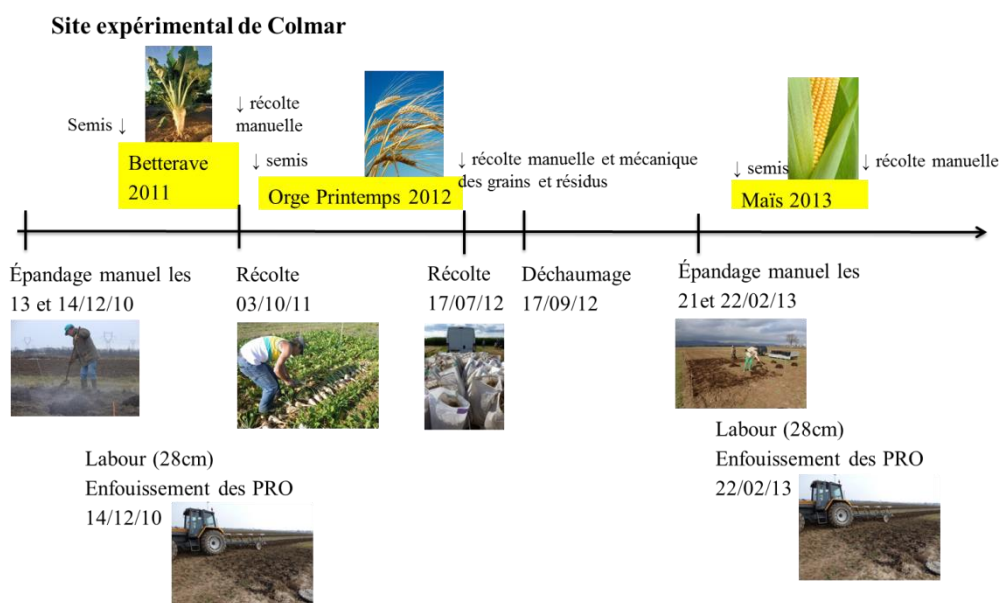 Site expérimental de Colmar
Semis ↓
↓ récolte
manuelle
Betterave
2011
↓ semis
Orge Printemps 2012
↓ récolte manuelle et mécanique
des grains et résidus
↓ semis
Maïs 2013
↓ récolte manuelle
Épandage manuel les
13 et 14/12/10
Récolte
03/10/11
Récolte
17/07/12
Déchaumage
17/09/12
Épandage manuel les
21et 22/02/13
Labour (28cm)
Enfouissement des PRO
14/12/10
Labour (28cm)
Enfouissement des PRO
22/02/13